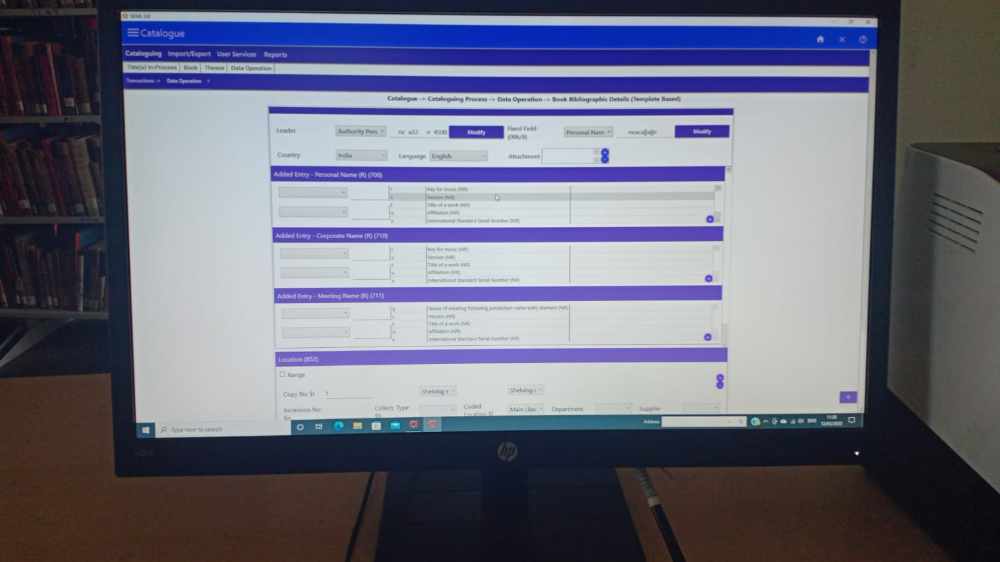 SOUL 3.0
Catalogue
Cataloguing Import/Export User Services Reports
Title(s) In-Process Book Theses Data Operation
Transactions -> Data Operation ×
Catalogue -> Cataloguing Process -> Data Operation -> Book Bibliographic Details (Template Based)
Leader Authority Pers nz a22 n 4500 Modify Fixed Field (006/8) Personal Nam neaca||a||n Modify
Country India Language English Attachment
Added Entry - Personal Name (R) (700)
Key for music (NR)
s Version (NR)
t Title of a work (NR)
u Affiliation (NR)
x International Standard Serial Number (NR)
Added Entry - Corporate Name (R) (710)
Key for music (NR)
s Version (NR)
t Title of a work (NR)
u Affiliation (NR)
x International Standard Serial Number (NR)
Added Entry - Meeting Name (R) (711)
q Name of meeting following jurisdiction name entry element (NR)
s Version (NR)
t Title of a work (NR)
u Affiliation (NR)
x International Standard Serial Number (NR)
Location (852)
Range
Copy No $t 1 Shelving s Shelving c
Accession No Collect. Type Coded Main Libr Department Supplier
$b Location $f
Type here to search Address ENG 11:28
12/03/2022
hp